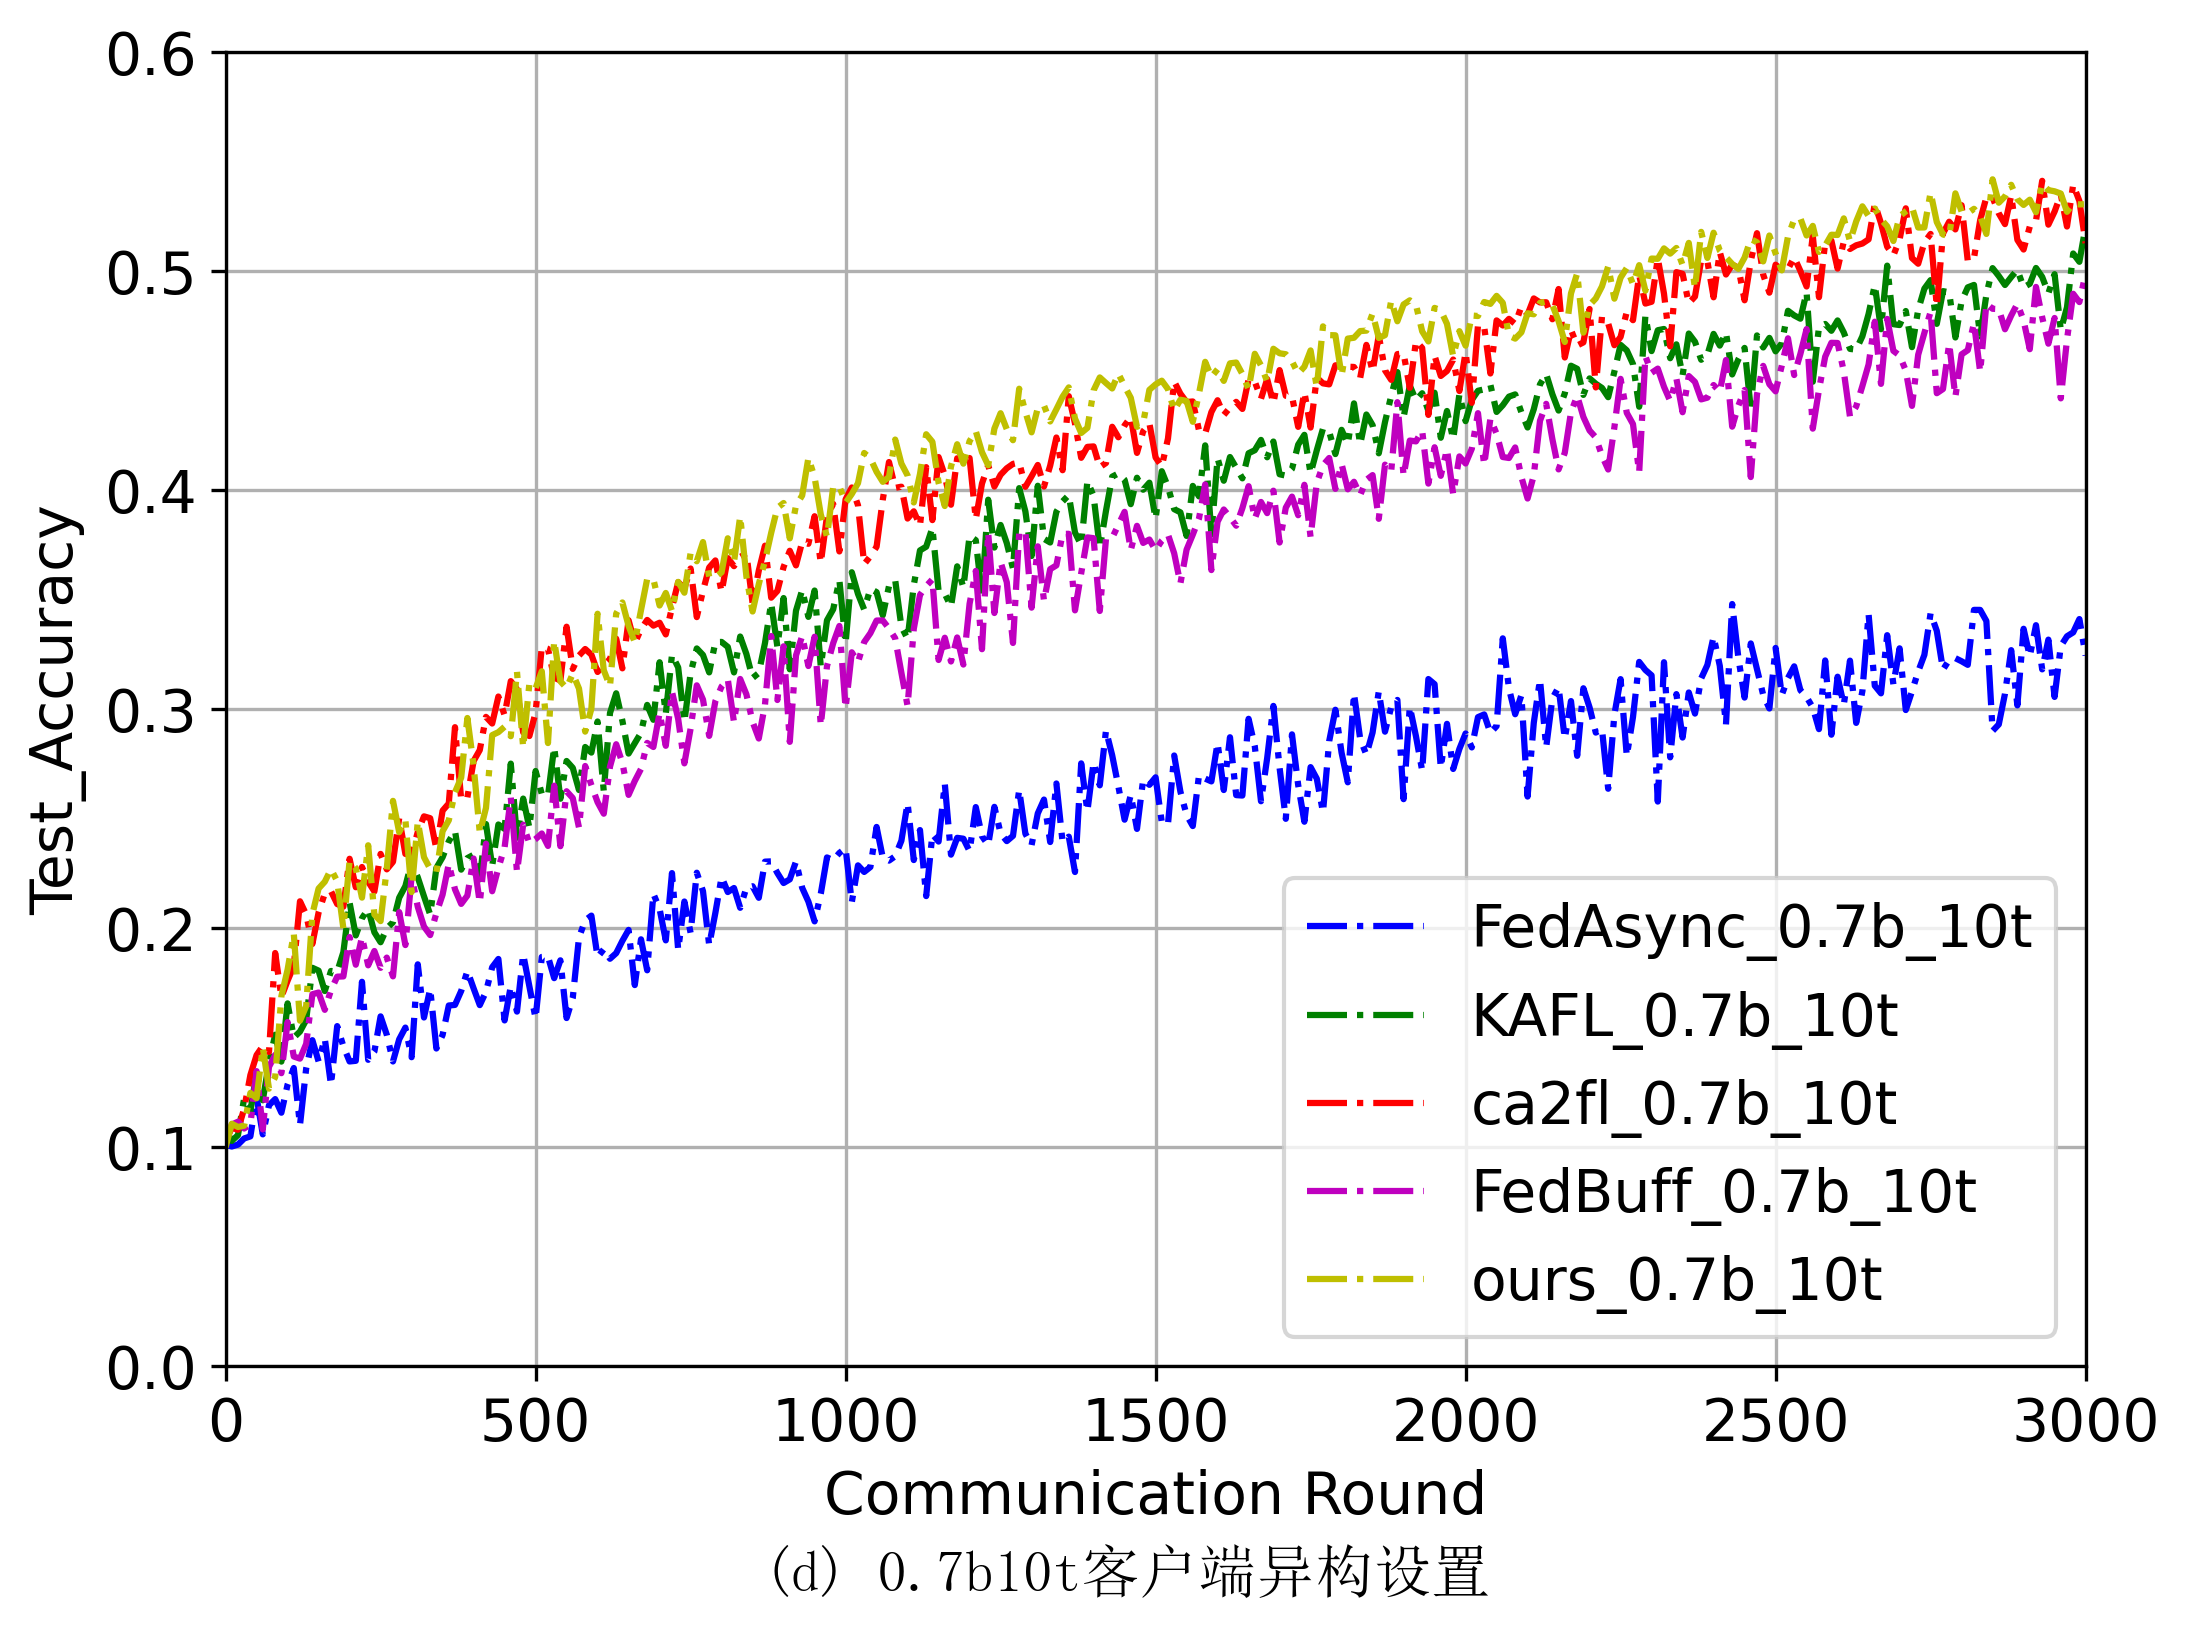 0.6
0.5
0.4
0.3
0.2
0.1
0.0
Test_Accuracy
FedAsync_0.7b_10t
KAFL_0.7b_10t
ca2fl_0.7b_10t
FedBuff_0.7b_10t
ours_0.7b_10t
0 500 1000 1500 2000 2500 3000
Communication Round
(d) 0.7b10t客户端异构设置